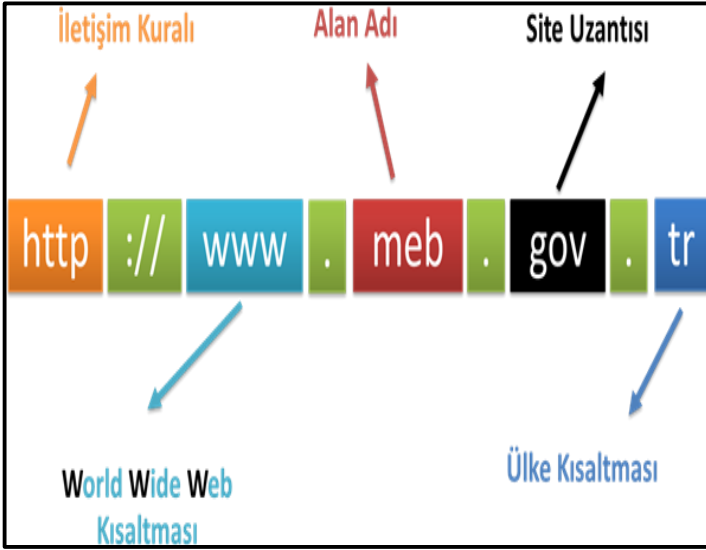 İletişim Kuralı
Alan Adı
Site Uzantısı
http :// www . meb . gov . tr
World Wide Web
Kısaltması
Ülke Kısaltması